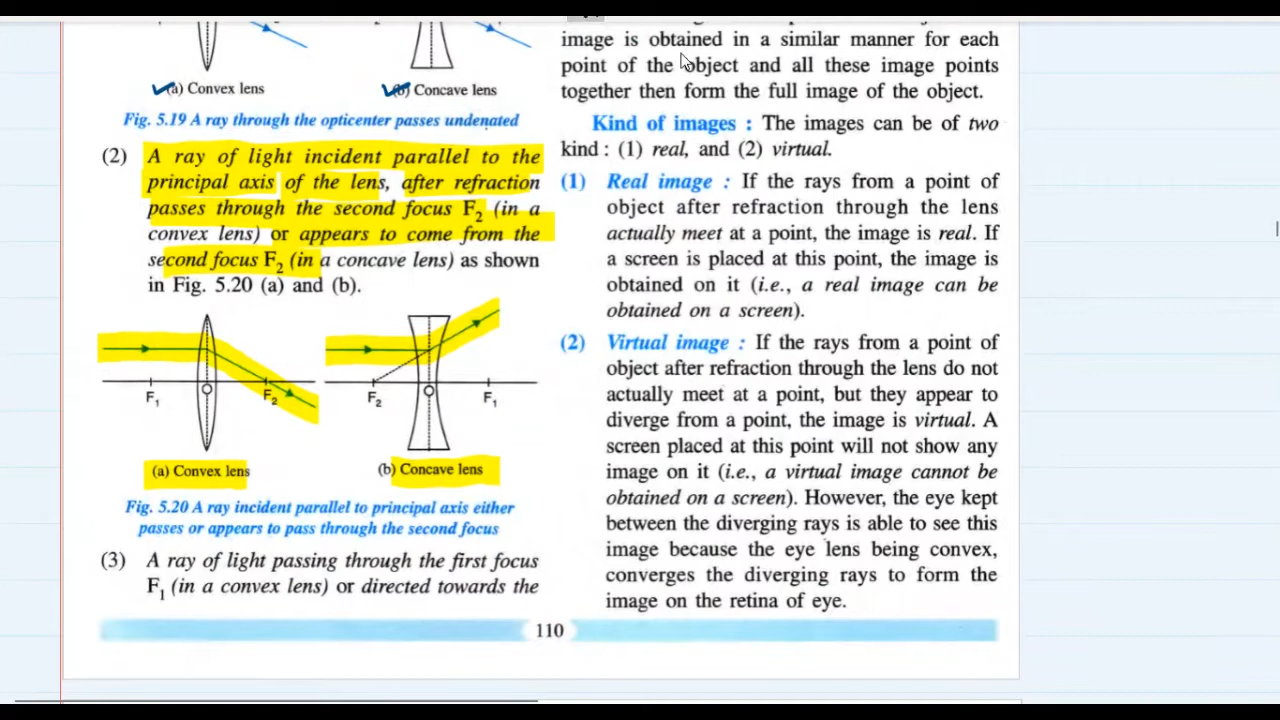 (a) Convex lens
(b) Concave lens
Fig. 5.19 A ray through the opticenter passes undenated
(2) A ray of light incident parallel to the
principal axis of the lens, after refraction
passes through the second focus F2 (in a
convex lens) or appears to come from the
second focus F2 (in a concave lens) as shown
in Fig. 5.20 (a) and (b).
F1
O
F2
F2
O
F1
(a) Convex lens
(b) Concave lens
Fig. 5.20 A ray incident parallel to principal axis either
passes or appears to pass through the second focus
(3) A ray of light passing through the first focus
F1 (in a convex lens) or directed towards the
image is obtained in a similar manner for each
point of the object and all these image points
together then form the full image of the object.
Kind of images : The images can be of two
kind : (1) real, and (2) virtual.
(1) Real image : If the rays from a point of
object after refraction through the lens
actually meet at a point, the image is real. If
a screen is placed at this point, the image is
obtained on it (i.e., a real image can be
obtained on a screen).
(2) Virtual image : If the rays from a point of
object after refraction through the lens do not
actually meet at a point, but they appear to
diverge from a point, the image is virtual. A
screen placed at this point will not show any
image on it (i.e., a virtual image cannot be
obtained on a screen). However, the eye kept
between the diverging rays is able to see this
image because the eye lens being convex,
converges the diverging rays to form the
image on the retina of eye.
110